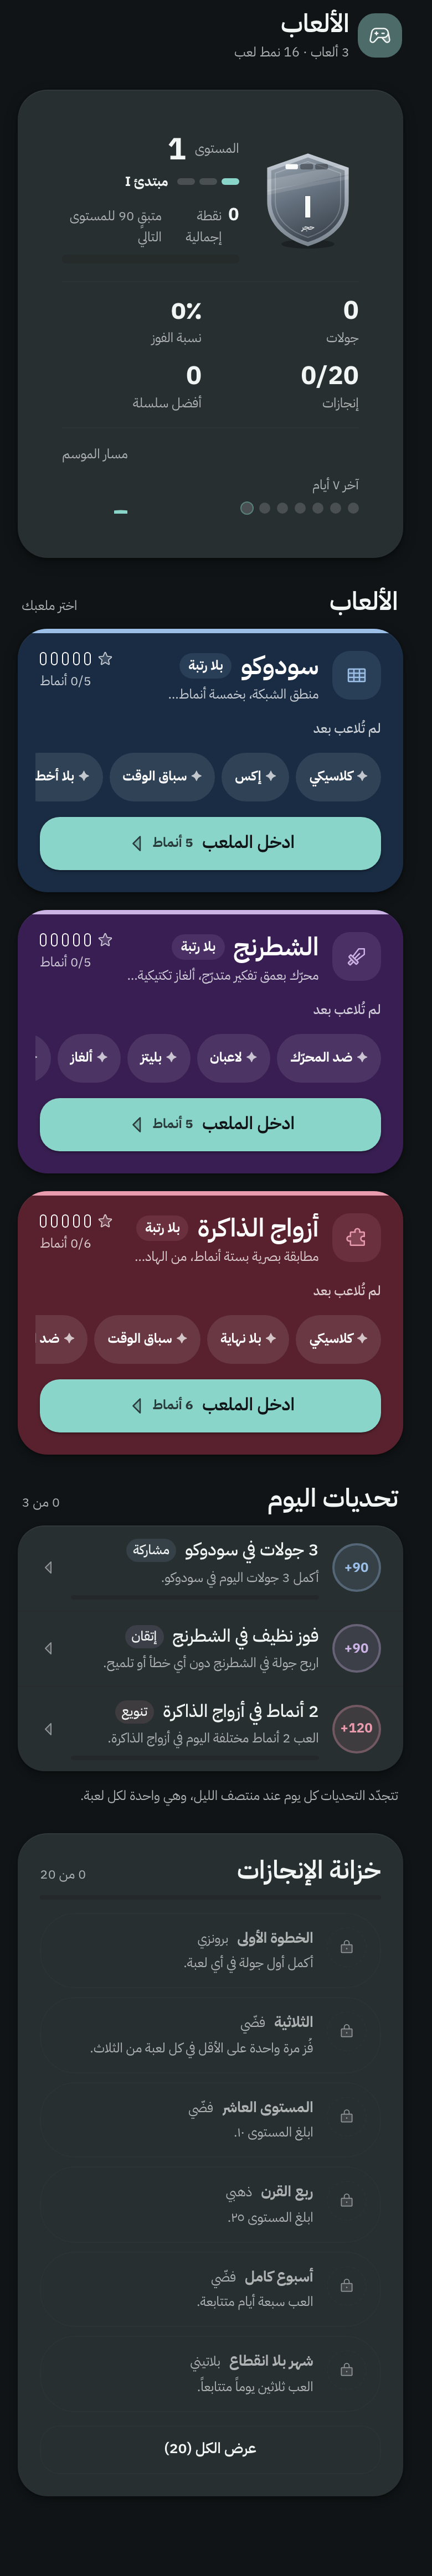 الألعاب
3 ألعاب · 16 نمط لعب
المستوى 1
مبتدئ I
0 نقطة إجمالية
متبقٍ 90 للمستوى التالي
I
حجر
0
جولات
0٪
نسبة الفوز
0/20
إنجازات
0
أفضل سلسلة
مسار الموسم
آخر ٧ أيام
الألعاب
اختر ملعبك
سودوكو بلا رتبة
منطق الشبكة، بخمسة أنماط...
0/5 أنماط
لم تُلاعب بعد
كلاسيكي
إكس
سباق الوقت
بلا أخط
ادخل الملعب 5 أنماط
الشطرنج بلا رتبة
محرّك بعمق تفكير متدرّج، ألغاز تكتيكية...
0/5 أنماط
لم تُلاعب بعد
ضد المحرّك
لاعبان
بليتز
ألغاز
ادخل الملعب 5 أنماط
أزواج الذاكرة بلا رتبة
مطابقة بصرية بستة أنماط، من الهاد...
0/6 أنماط
لم تُلاعب بعد
كلاسيكي
بلا نهاية
سباق الوقت
ضد
ادخل الملعب 6 أنماط
تحديات اليوم
0 من 3
+90
3 جولات في سودوكو مشاركة
أكمل 3 جولات اليوم في سودوكو.
+90
فوز نظيف في الشطرنج إتقان
اربح جولة في الشطرنج دون أي خطأ أو تلميح.
+120
2 أنماط في أزواج الذاكرة تنويع
العب 2 أنماط مختلفة اليوم في أزواج الذاكرة.
تتجدّد التحديات كل يوم عند منتصف الليل، وهي واحدة لكل لعبة.
خزانة الإنجازات
0 من 20
الخطوة الأولى برونزي
أكمل أول جولة في أي لعبة.
الثلاثية فضّي
فُز مرة واحدة على الأقل في كل لعبة من الثلاث.
المستوى العاشر فضّي
ابلغ المستوى ١٠.
ربع القرن ذهبي
ابلغ المستوى ٢٥.
أسبوع كامل فضّي
العب سبعة أيام متتابعة.
شهر بلا انقطاع بلاتيني
العب ثلاثين يوماً متتابعاً.
عرض الكل (20)